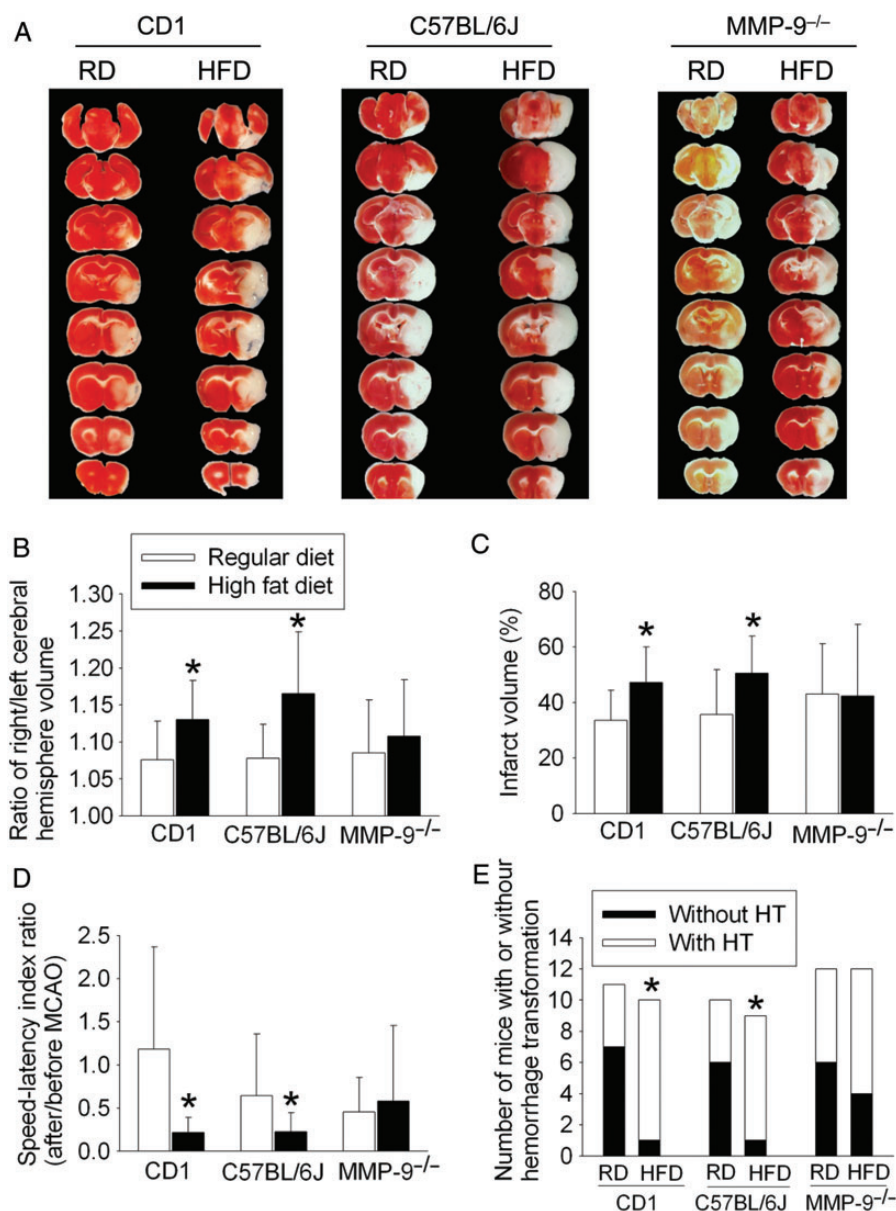 A
CD1
C57BL/6J
MMP-9⁻/⁻
RD
HFD
RD
HFD
RD
HFD
B
Regular diet
High fat diet
Ratio of right/left cerebral
hemisphere volume
1.30
1.25
1.20
1.15
1.10
1.05
1.00
*
*
CD1
C57BL/6J
MMP-9⁻/⁻
C
Infarct volume (%)
80
60
40
20
0
*
*
CD1
C57BL/6J
MMP-9⁻/⁻
D
Speed-latency index ratio
(after/before MCAO)
2.5
2.0
1.5
1.0
0.5
0.0
*
*
CD1
C57BL/6J
MMP-9⁻/⁻
E
Without HT
With HT
Number of mice with or withour
hemorrhage transformation
14
12
10
8
6
4
2
0
*
*
RD HFD RD HFD RD HFD
CD1 C57BL/6J MMP-9⁻/⁻